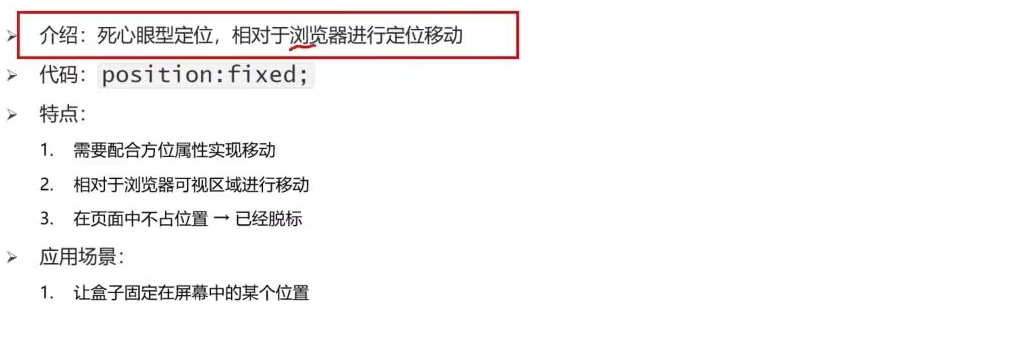 介绍：死心眼型定位，相对于浏览器进行定位移动
代码：position:fixed;
特点：
1. 需要配合方位属性实现移动
2. 相对于浏览器可视区域进行移动
3. 在页面中不占位置 → 已经脱标
应用场景：
1. 让盒子固定在屏幕中的某个位置